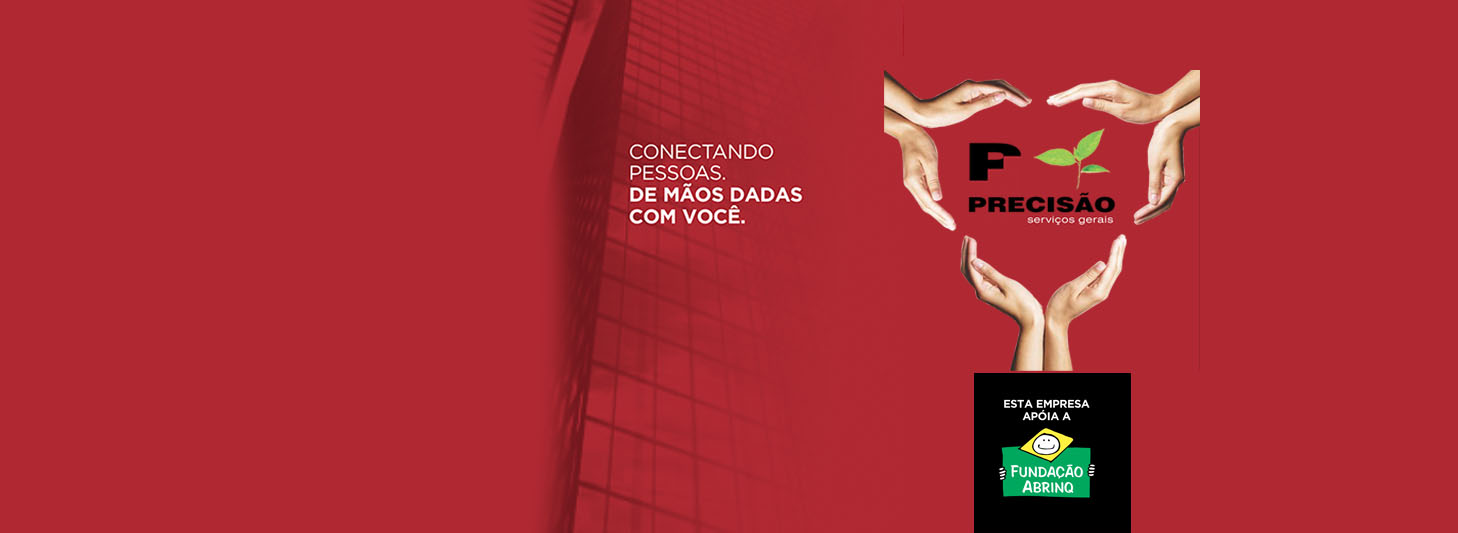 CONECTANDO
PESSOAS.
DE MÃOS DADAS
COM VOCÊ.
P
PRECISÃO
serviços gerais
ESTA EMPRESA
APÓIA A
FUNDAÇÃO
ABRINQ